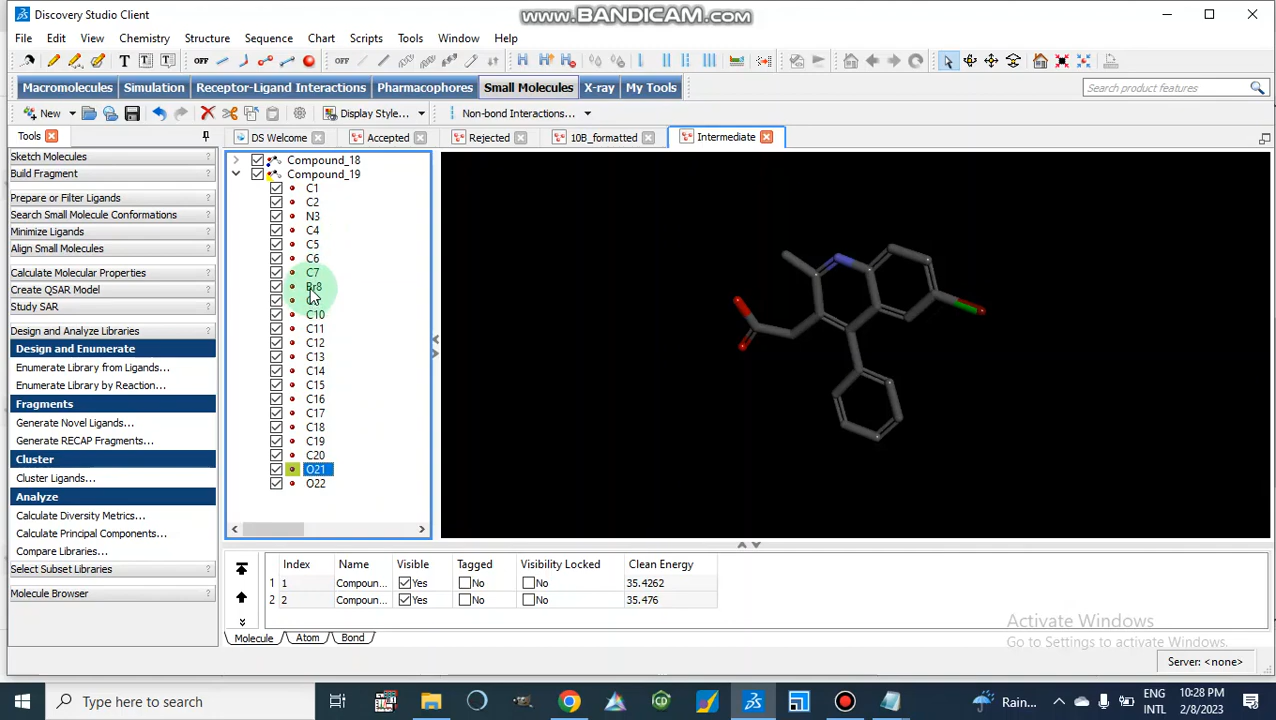 Discovery Studio Client
www.BANDICAM.com
File Edit View Chemistry Structure Sequence Chart Scripts Tools Window Help
OFF OFF
Macromolecules Simulation Receptor-Ligand Interactions Pharmacophores Small Molecules X-ray My Tools Search product features
New Display Style... Non-bond Interactions...
Tools DS Welcome Accepted Rejected 10B_formatted Intermediate
Sketch Molecules ?
Build Fragment ?
Prepare or Filter Ligands ?
Search Small Molecule Conformations ?
Minimize Ligands ?
Align Small Molecules ?
Calculate Molecular Properties ?
Create QSAR Model ?
Study SAR ?
Design and Analyze Libraries ?
Design and Enumerate
Enumerate Library from Ligands...
Enumerate Library by Reaction...
Fragments
Generate Novel Ligands...
Generate RECAP Fragments...
Cluster
Cluster Ligands...
Analyze
Calculate Diversity Metrics...
Calculate Principal Components...
Compare Libraries...
Select Subset Libraries ?
Molecule Browser ?
Compound_18
Compound_19
C1
C2
N3
C4
C5
C6
C7
Br8
C10
C11
C12
C13
C14
C15
C16
C17
C18
C19
C20
O21
O22
Index Name Visible Tagged Visibility Locked Clean Energy
1 1 Compoun... Yes No No 35.4262
2 2 Compoun... Yes No No 35.476
Molecule Atom Bond
Activate Windows
Go to Settings to activate Windows.
Server: <none>
Type here to search
Rain...
ENG
INTL
10:28 PM
2/8/2023